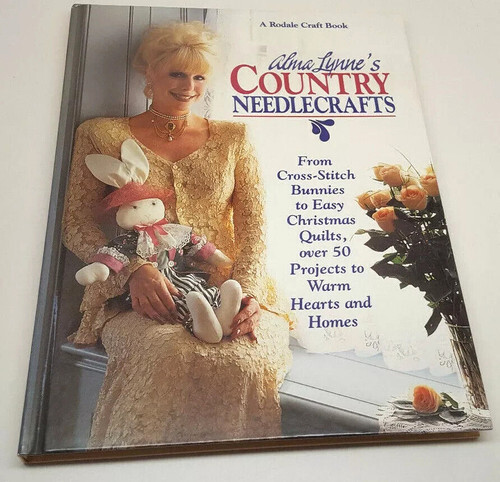 A Rodale Craft Book
Alma Lynne's
COUNTRY
NEEDLECRAFTS
From
Cross-Stitch
Bunnies
to Easy
Christmas
Quilts,
over 50
Projects to
Warm
Hearts and
Homes